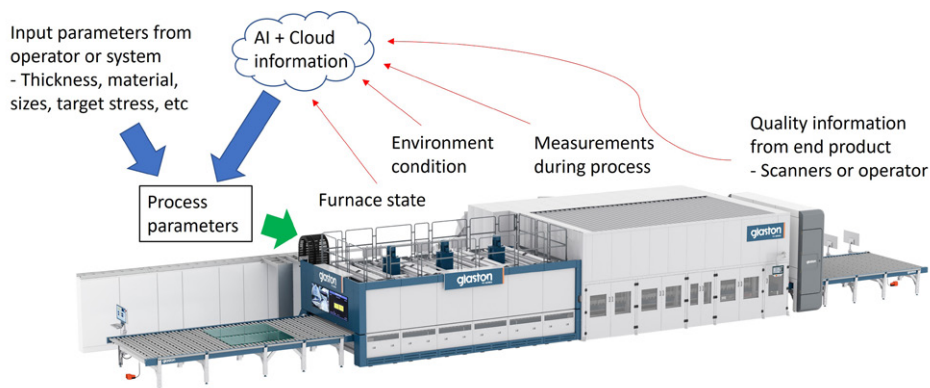 Input parameters from
operator or system
- Thickness, material,
sizes, target stress, etc
AI + Cloud
information
Environment
condition
Measurements
during process
Quality information
from end product
- Scanners or operator
Process
parameters
Furnace state
glaston
glaston
glaston